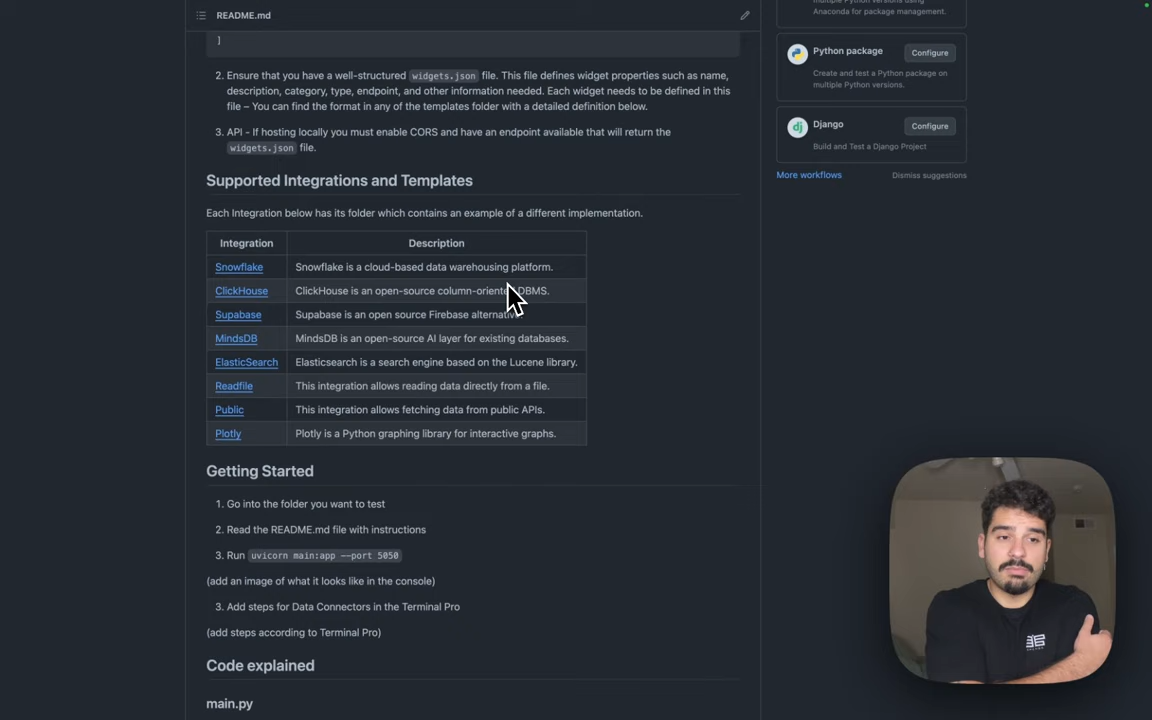 multiple Python versions using
Anaconda for package management.
README.md
]
Python package
Configure
Create and test a Python package on
multiple Python versions.
2. Ensure that you have a well-structured widgets.json file. This file defines widget properties such as name,
description, category, type, endpoint, and other information needed. Each widget needs to be defined in this
file – You can find the format in any of the templates folder with a detailed definition below.
Django
Configure
Build and Test a Django Project
3. API - If hosting locally you must enable CORS and have an endpoint available that will return the
widgets.json file.
More workflows
Dismiss suggestions
Supported Integrations and Templates
Each Integration below has its folder which contains an example of a different implementation.
Integration Description
Snowflake Snowflake is a cloud-based data warehousing platform.
ClickHouse ClickHouse is an open-source column-oriented DBMS.
Supabase Supabase is an open source Firebase alternative.
MindsDB MindsDB is an open-source AI layer for existing databases.
ElasticSearch Elasticsearch is a search engine based on the Lucene library.
Readfile This integration allows reading data directly from a file.
Public This integration allows fetching data from public APIs.
Plotly Plotly is a Python graphing library for interactive graphs.
Getting Started
1. Go into the folder you want to test
2. Read the README.md file with instructions
3. Run uvicorn main:app --port 5050
(add an image of what it looks like in the console)
3. Add steps for Data Connectors in the Terminal Pro
(add steps according to Terminal Pro)
Code explained
main.py